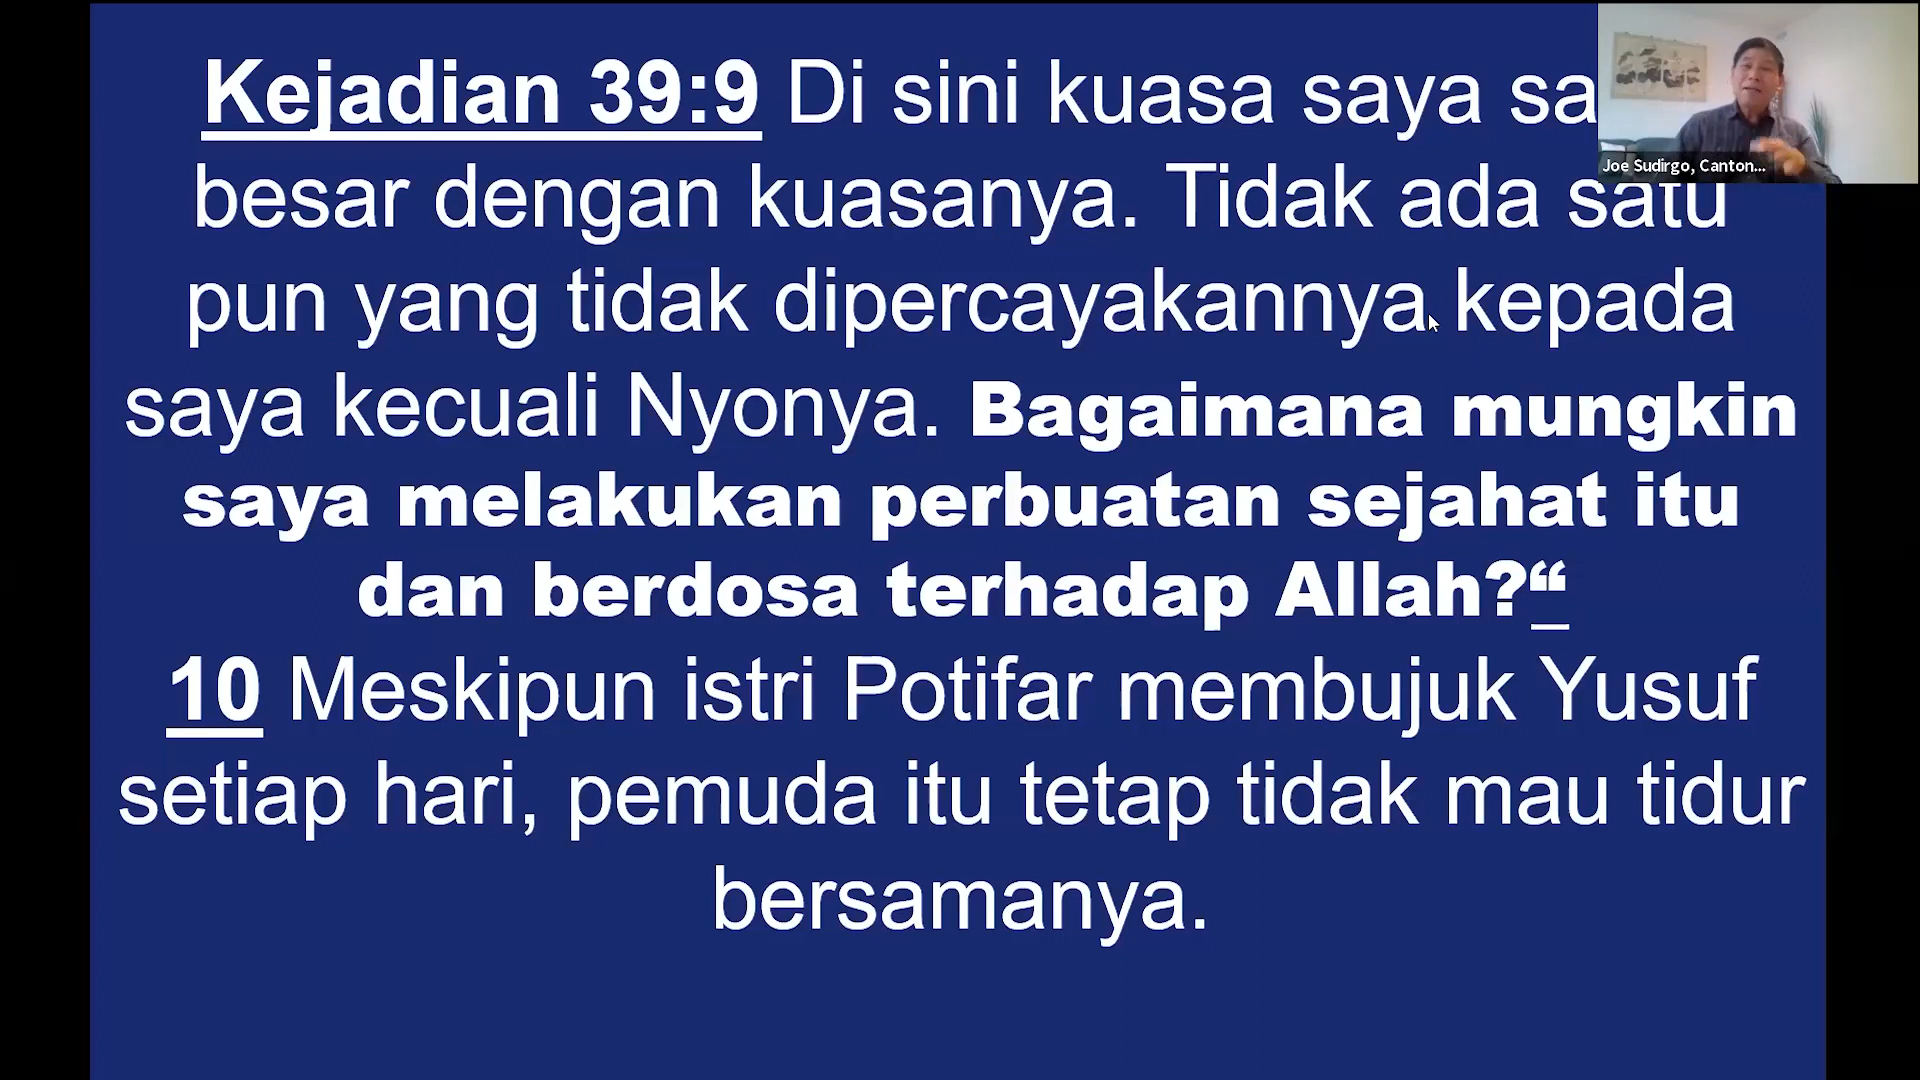 Kejadian 39:9 Di sini kuasa saya
besar dengan kuasanya. Tidak ada satu
pun yang tidak dipercayakannya kepada
saya kecuali Nyonya. Bagaimana mungkin
saya melakukan perbuatan sejahat itu
dan berdosa terhadap Allah?“
10 Meskipun istri Potifar membujuk Yusuf
setiap hari, pemuda itu tetap tidak mau tidur
bersamanya.
Joe Sudirgo, Canton...